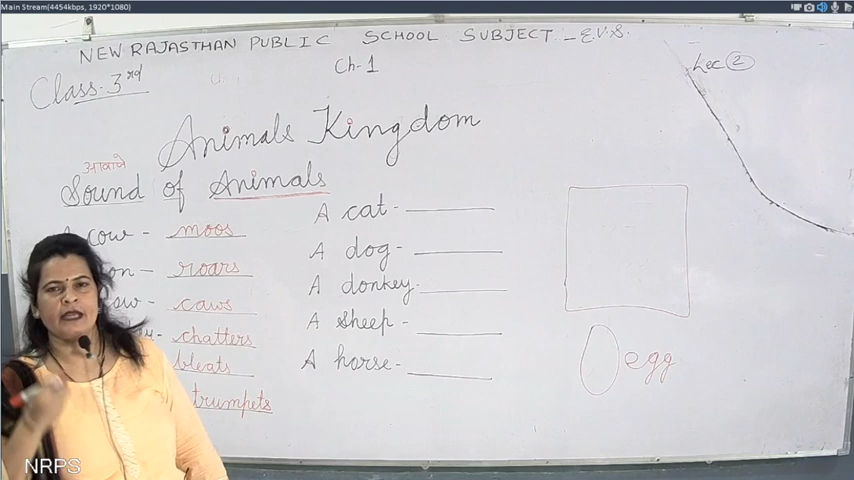 Main Stream(4454kbps, 1920*1080)
NEW RAJASTHAN PUBLIC SCHOOL SUBJECT - E.V.S.
Class- 3rd
Ch-1
Lec 2
Animals Kingdom
आवाजे
Sound of Animals
cow - moos
roars
caws
chatters
bleats
trumpets
A cat -
A dog -
A donkey-
A sheep -
A horse -
egg
NRPS